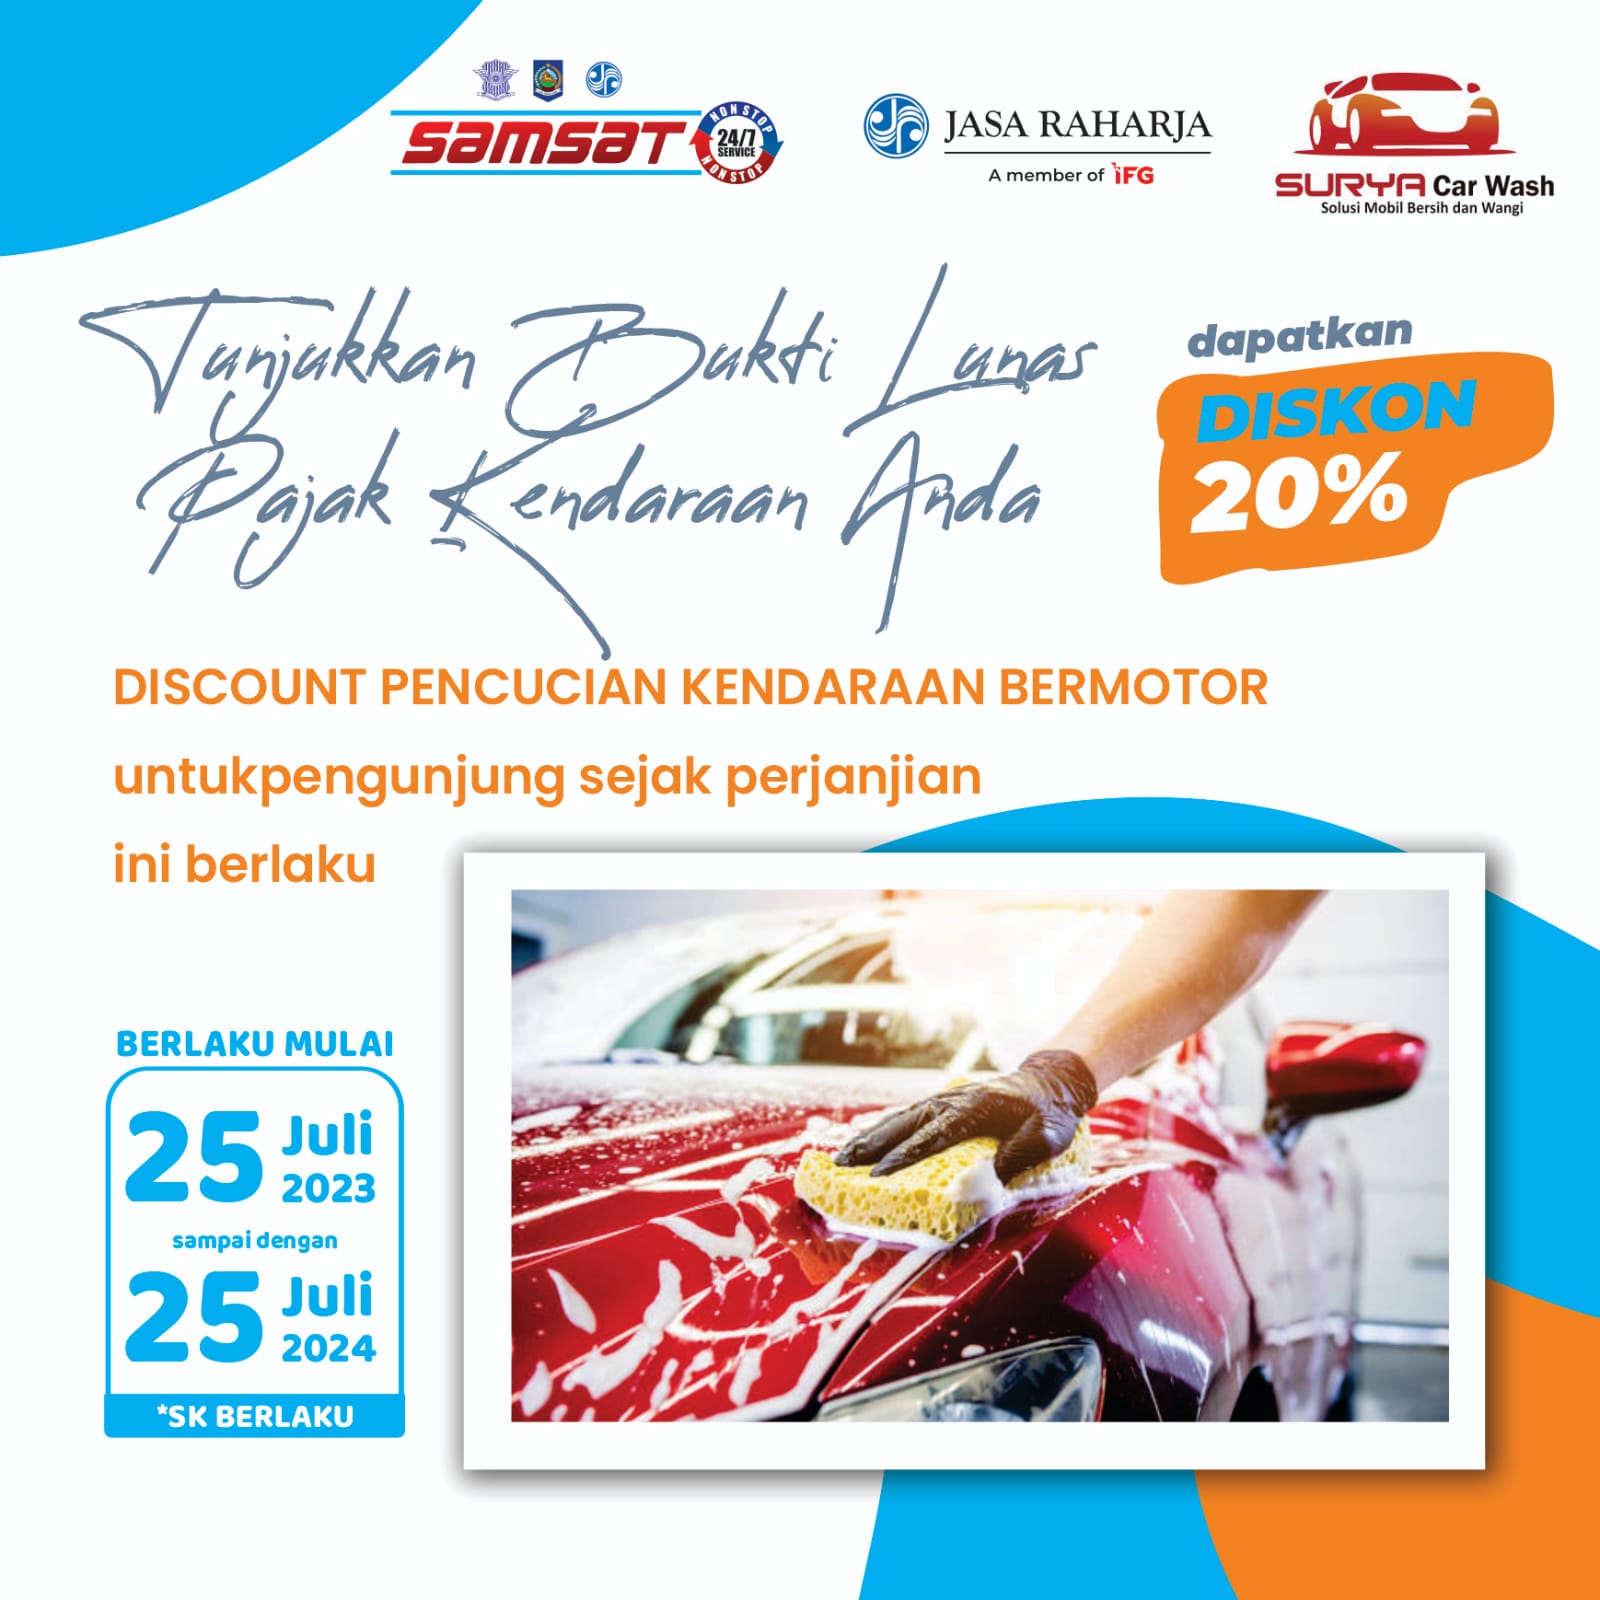 SAMSAT
NON STOP
24/7
SERVICE
NON STOP
JASA RAHARJA
A member of IFG
SURYA Car Wash
Solusi Mobil Bersih dan Wangi
Tunjukkan Bukti Lunas
Pajak Kendaraan Anda
dapatkan
DISKON
20%
DISCOUNT PENCUCIAN KENDARAAN BERMOTOR
untukpengunjung sejak perjanjian
ini berlaku
BERLAKU MULAI
25 Juli
2023
sampai dengan
25 Juli
2024
*SK BERLAKU